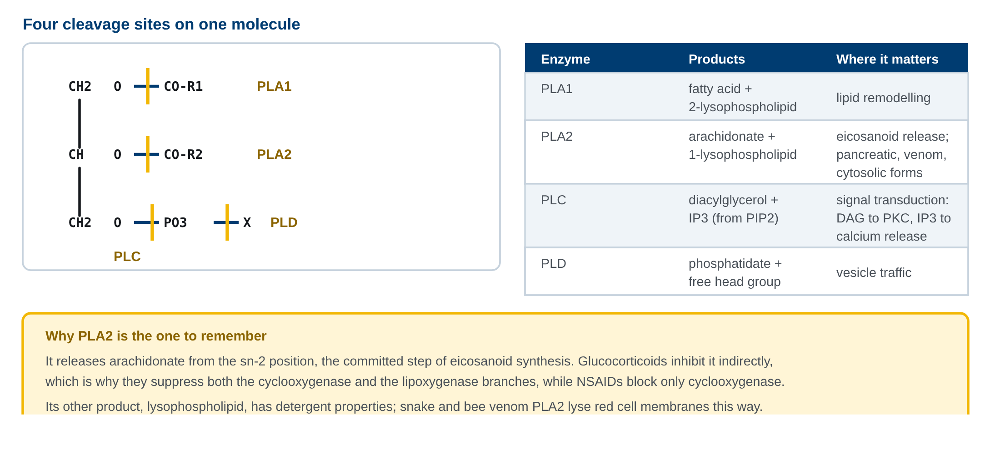 Four cleavage sites on one molecule
CH2 O CO-R1 PLA1
CH O CO-R2 PLA2
CH2 O PO3 X PLD
PLC
Enzyme Products Where it matters
PLA1 fatty acid + 2-lysophospholipid lipid remodelling
PLA2 arachidonate + 1-lysophospholipid eicosanoid release; pancreatic, venom, cytosolic forms
PLC diacylglycerol + IP3 (from PIP2) signal transduction: DAG to PKC, IP3 to calcium release
PLD phosphatidate + free head group vesicle traffic
Why PLA2 is the one to remember
It releases arachidonate from the sn-2 position, the committed step of eicosanoid synthesis. Glucocorticoids inhibit it indirectly,
which is why they suppress both the cyclooxygenase and the lipoxygenase branches, while NSAIDs block only cyclooxygenase.
Its other product, lysophospholipid, has detergent properties; snake and bee venom PLA2 lyse red cell membranes this way.